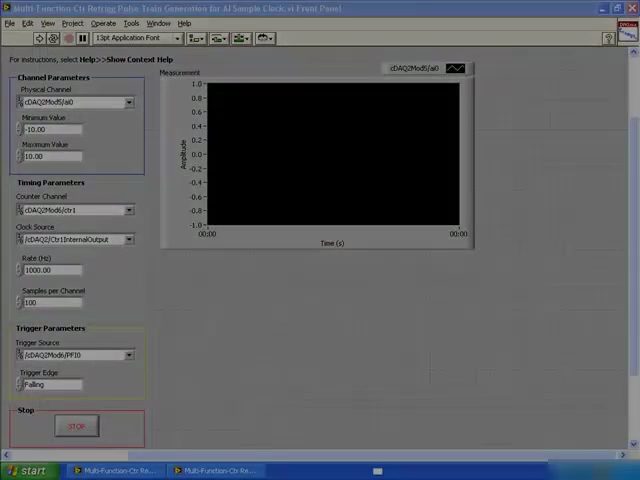 Multi-Function-Ctr Retrig Pulse Train Generation for AI Sample Clock.vi Front Panel
File Edit View Project Operate Tools Window Help
13pt Application Font
For instructions, select Help>>Show Context Help
Channel Parameters
Physical Channel
cDAQ2Mod5/ai0
Minimum Value
-10.00
Maximum Value
10.00
Timing Parameters
Counter Channel
cDAQ2Mod6/ctr1
Clock Source
/cDAQ2/Ctr1InternalOutput
Rate (Hz)
1000.00
Samples per Channel
100
Trigger Parameters
Trigger Source
/cDAQ2Mod6/PFI0
Trigger Edge
Falling
Stop
STOP
Measurement
cDAQ2Mod5/ai0
Amplitude
1.0
0.8
0.6
0.4
0.2
0.0
-0.2
-0.4
-0.6
-0.8
-1.0
00:00
00:00
Time (s)
start
Multi-Function-Ctr Re...
Multi-Function-Ctr Re...